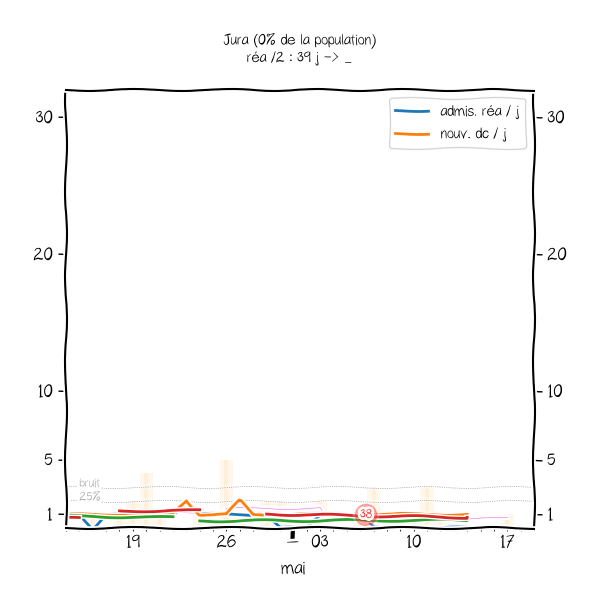 Jura (0% de la population)
réa /2 : 39 j -> _
admis. réa / j
nouv. dc / j
30
30
20
20
10
10
5
5
bruit
25%
1
1
38
19
26
03
10
17
mai